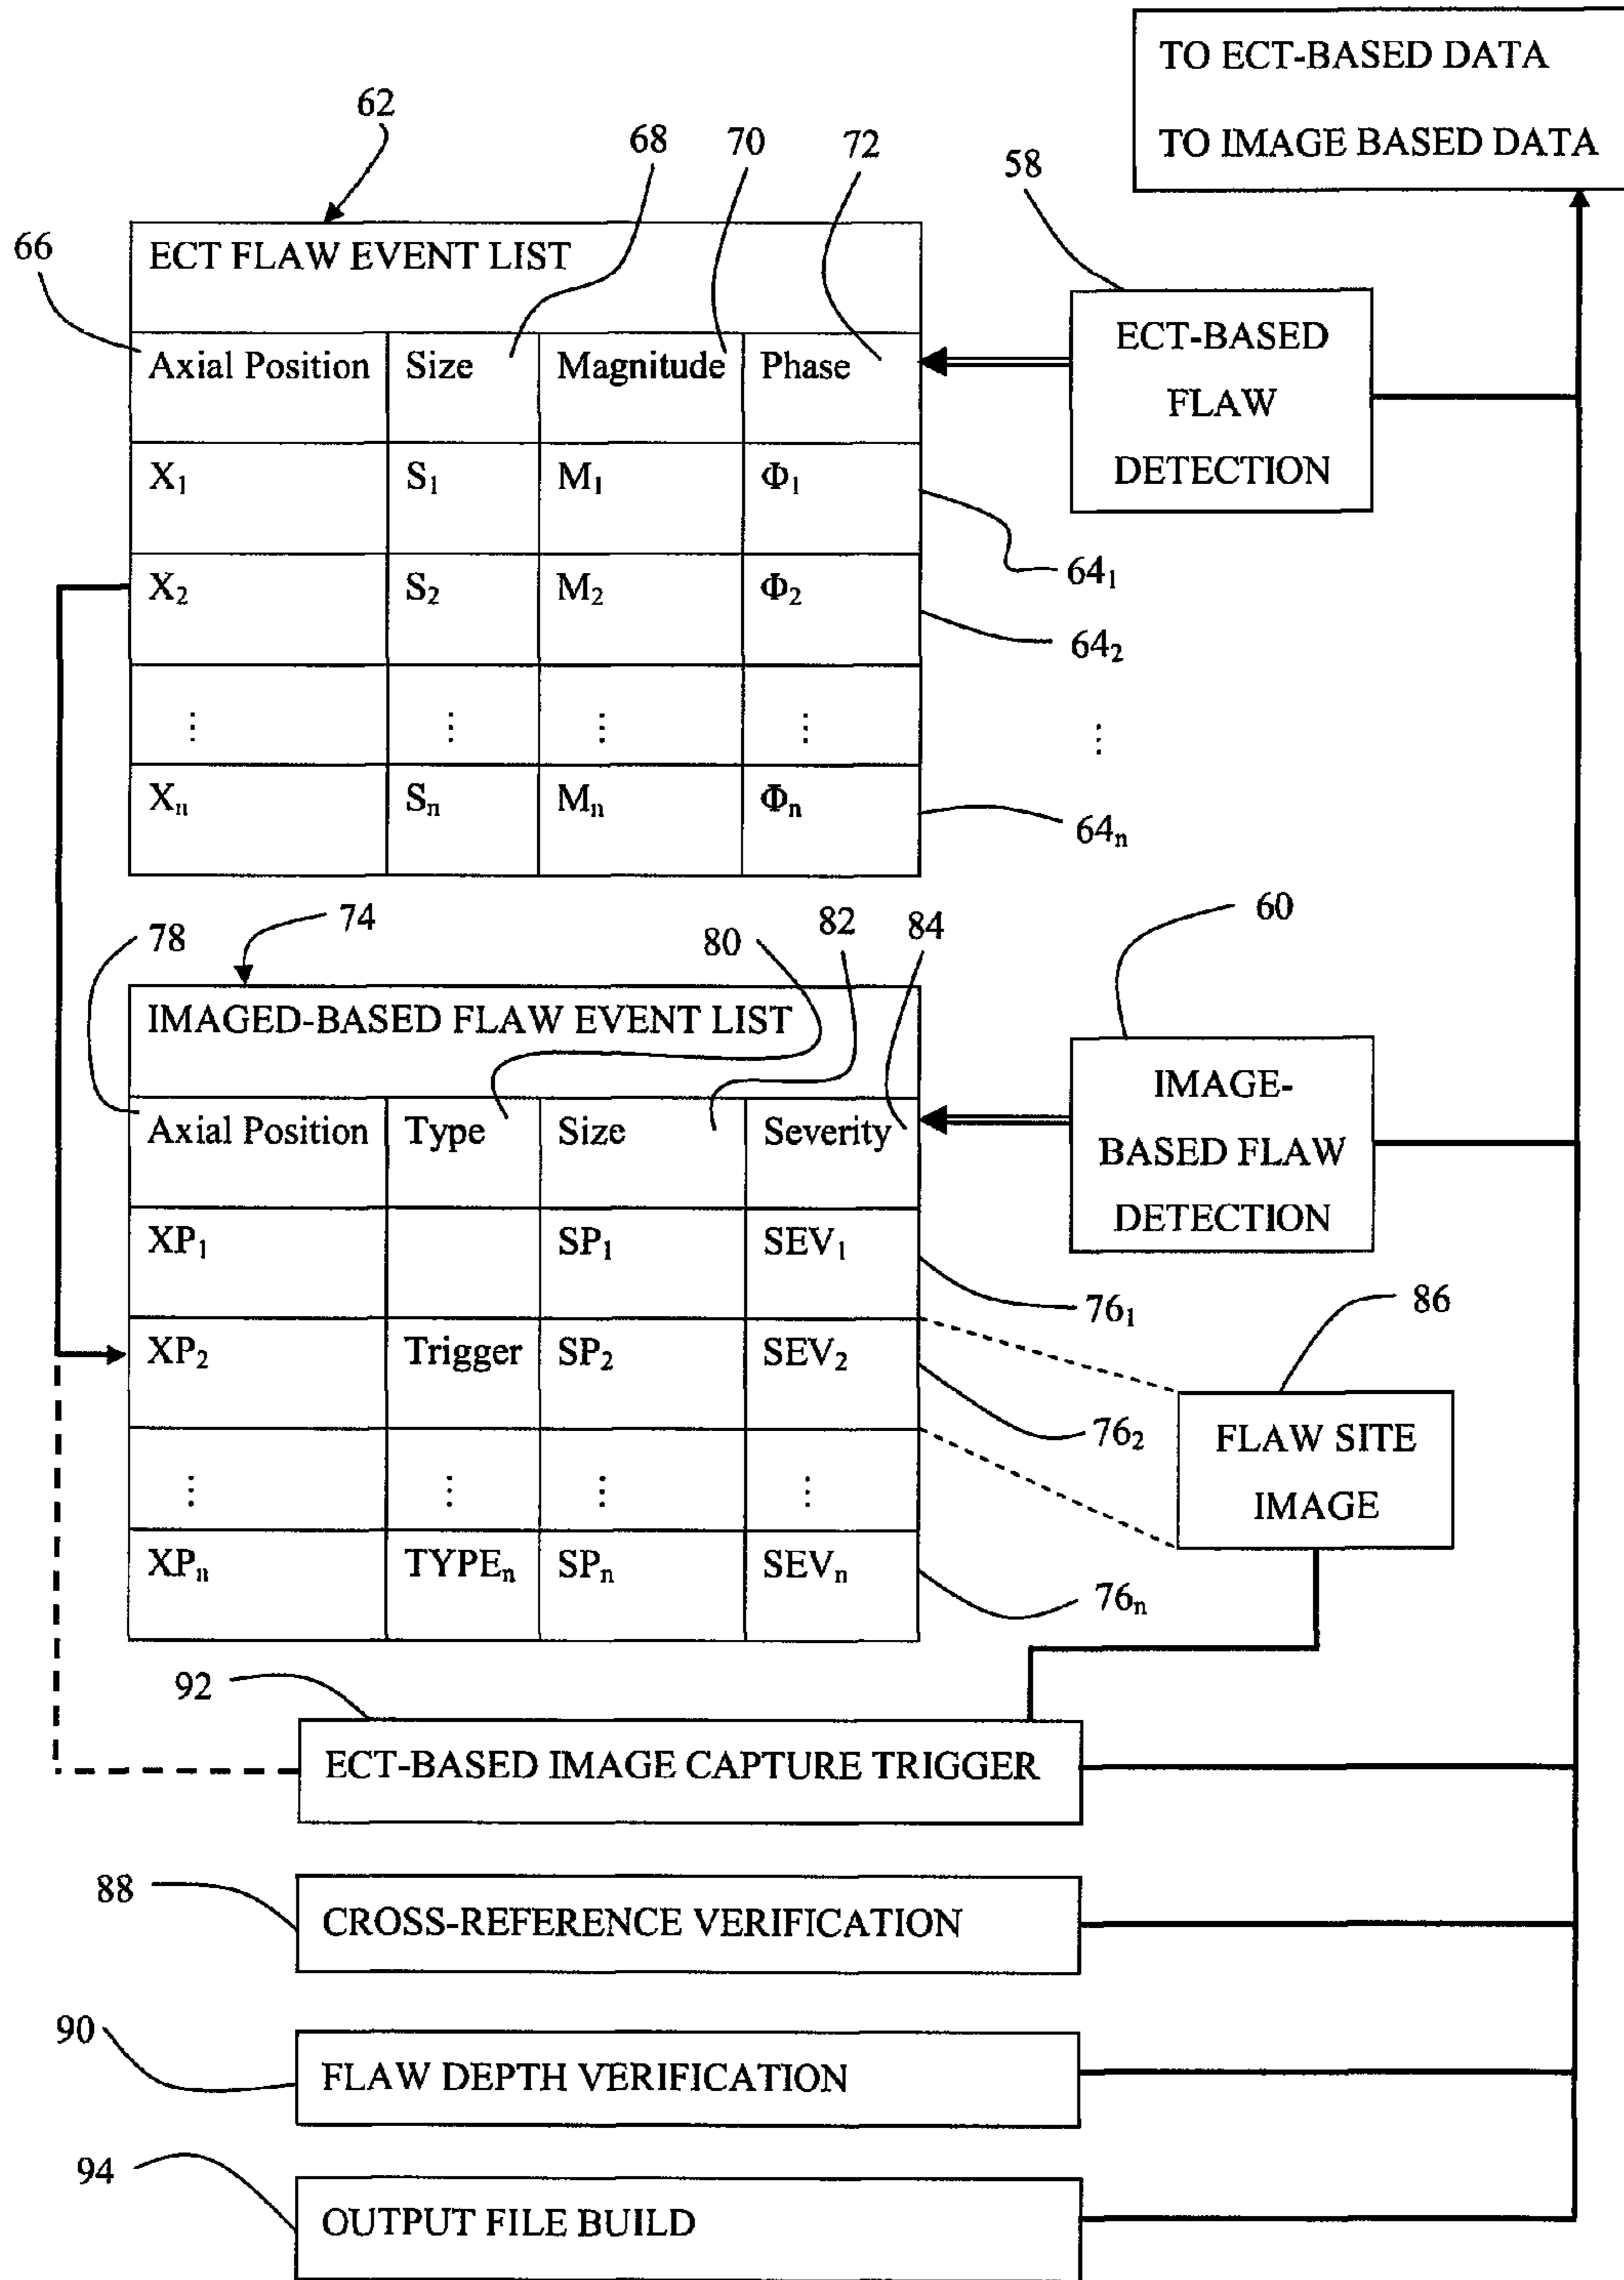 TO ECT-BASED DATA
TO IMAGE BASED DATA
62
68
70
72
58
66
ECT FLAW EVENT LIST
Axial Position Size Magnitude Phase
ECT-BASED
FLAW
DETECTION
X₁ S₁ M₁ Φ₁
64₁
X₂ S₂ M₂ Φ₂
64₂
⋮ ⋮ ⋮ ⋮ ⋮
Xₙ Sₙ Mₙ Φₙ
64ₙ
78
74
80
82
84
60
IMAGED-BASED FLAW EVENT LIST
Axial Position Type Size Severity
IMAGE-
BASED FLAW
DETECTION
XP₁ SP₁ SEV₁
76₁
86
XP₂ Trigger SP₂ SEV₂
76₂
FLAW SITE
IMAGE
⋮ ⋮ ⋮ ⋮
XPₙ TYPEₙ SPₙ SEVₙ
76ₙ
92
ECT-BASED IMAGE CAPTURE TRIGGER
88
CROSS-REFERENCE VERIFICATION
90
FLAW DEPTH VERIFICATION
94
OUTPUT FILE BUILD